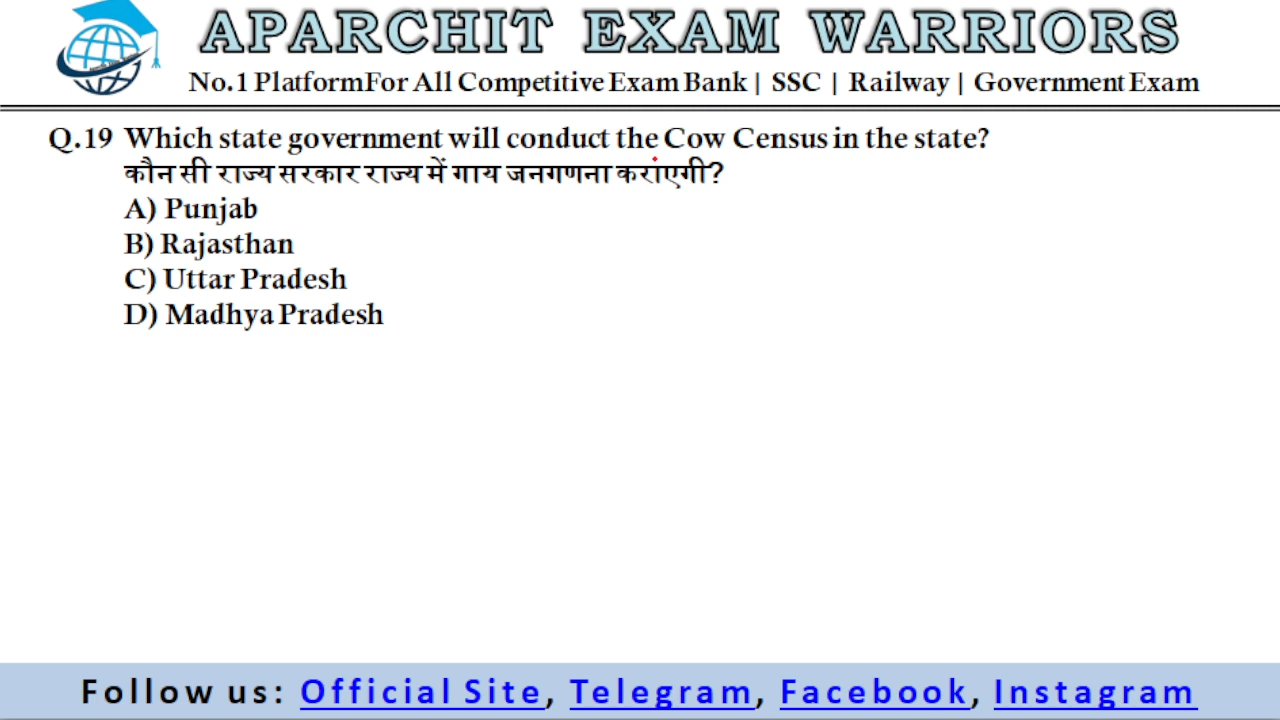 APARCHIT EXAM WARRIORS
No.1 PlatformFor All Competitive Exam Bank | SSC | Railway | Government Exam
Q.19 Which state government will conduct the Cow Census in the state?
कौन सी राज्य सरकार राज्य में गाय जनगणना कराएंगी?
A) Punjab
B) Rajasthan
C) Uttar Pradesh
D) Madhya Pradesh
Follow us: Official Site, Telegram, Facebook, Instagram